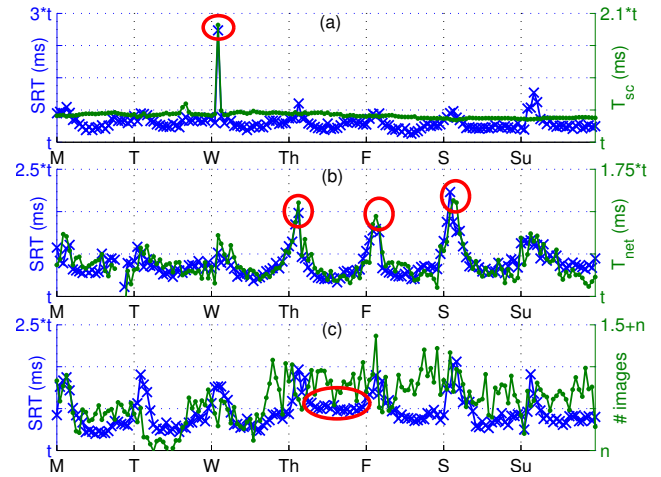 3*t (a) 2.1*t
SRT (ms) T_sc (ms)
t t
M T W Th F S Su
2.5*t (b) 1.75*t
SRT (ms) T_net (ms)
t t
M T W Th F S Su
2.5*t (c) 1.5+n
SRT (ms) # images
t n
M T W Th F S Su